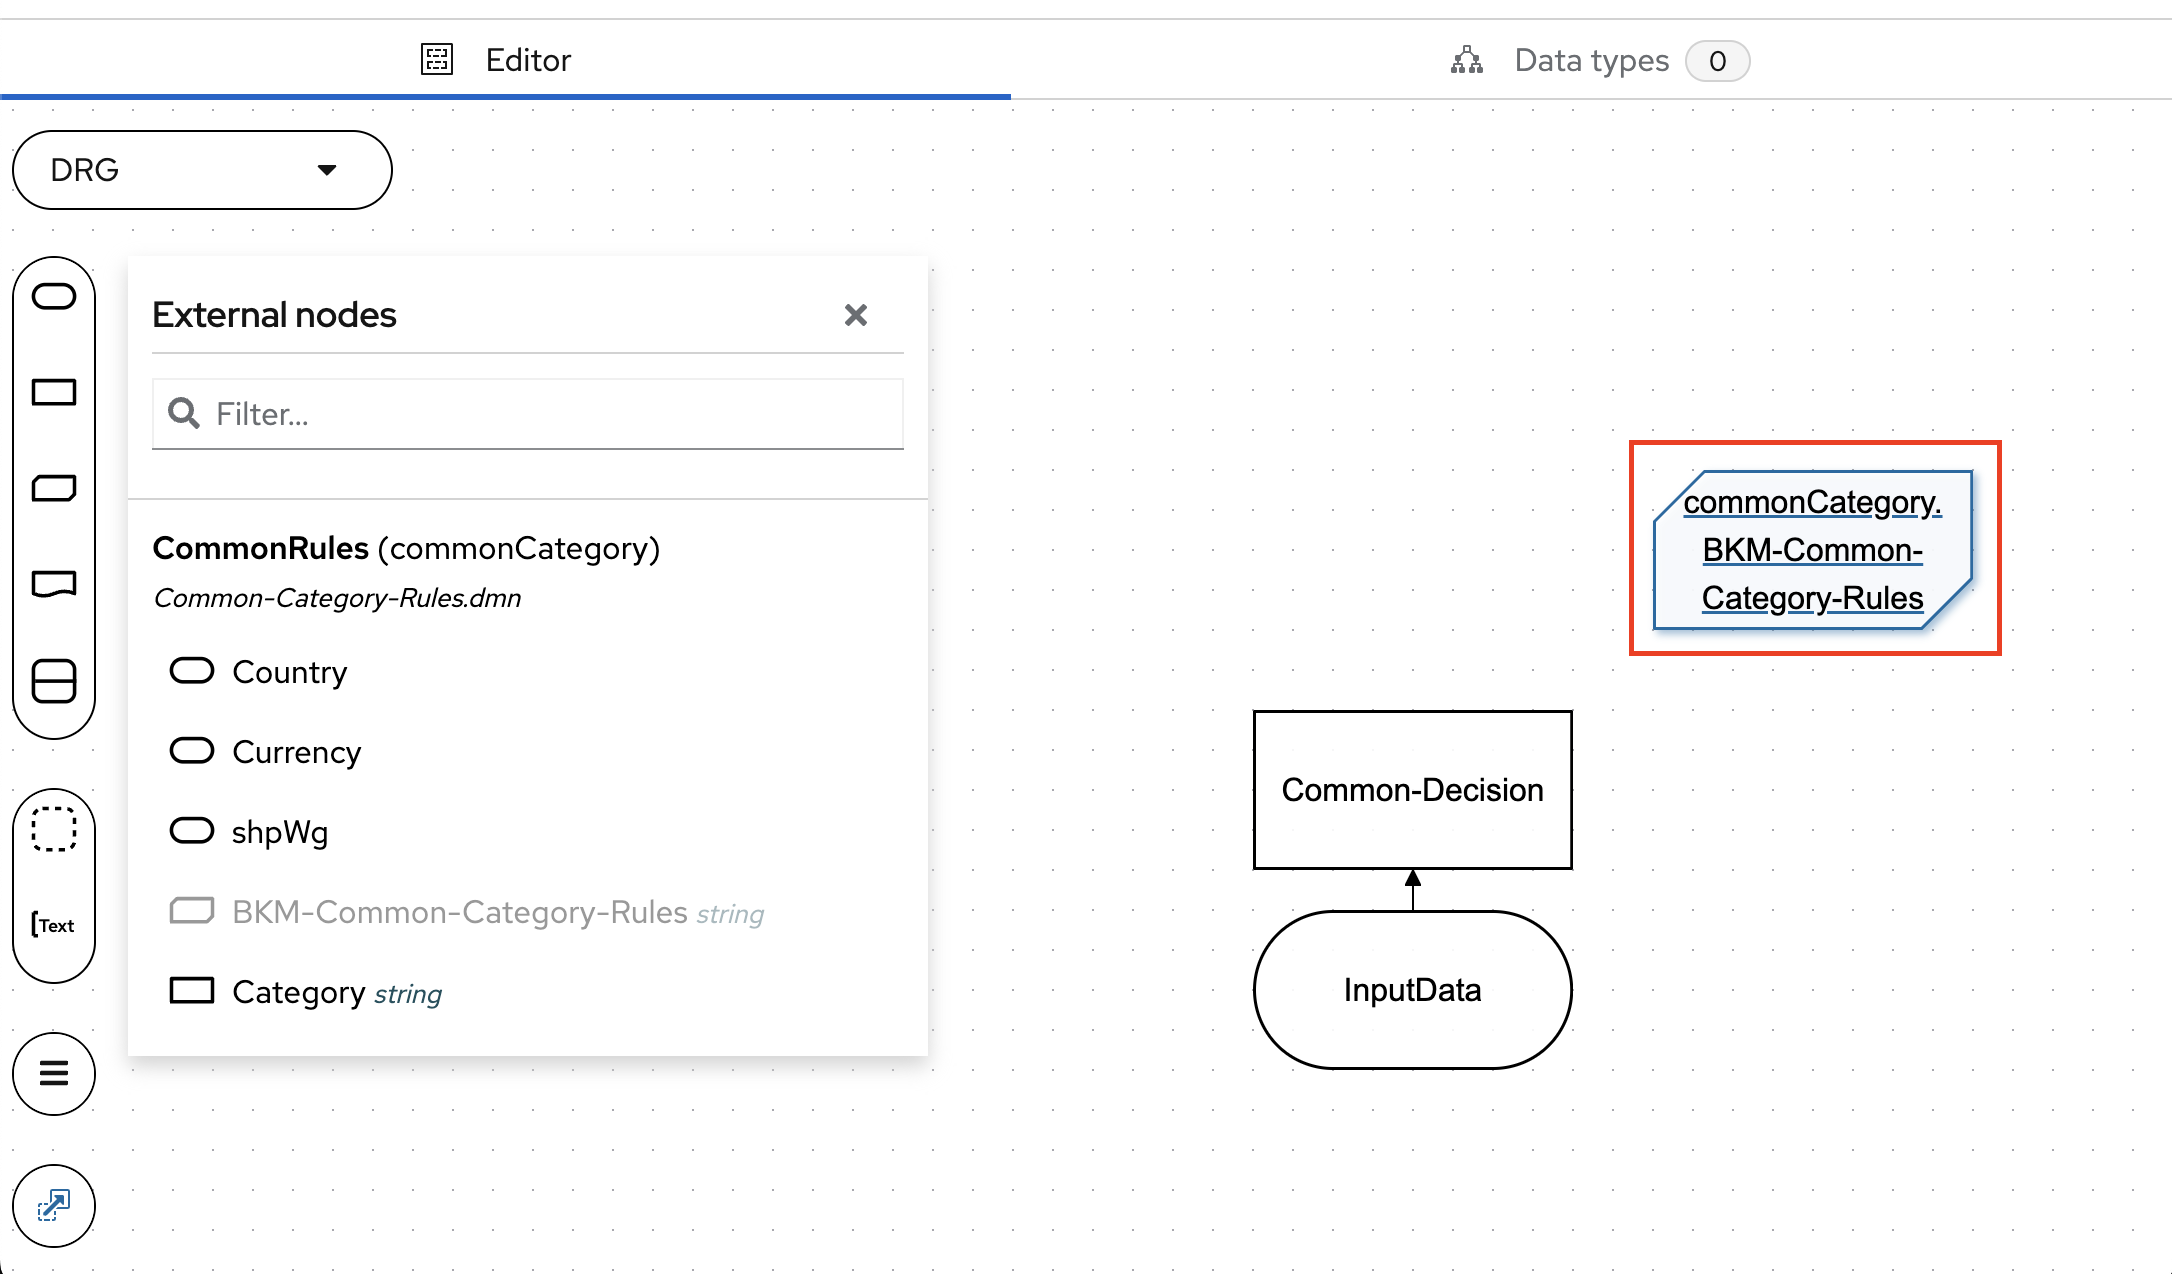 Editor
Data types 0
DRG
External nodes
Filter...
CommonRules (commonCategory)
Common-Category-Rules.dmn
Country
Currency
shpWg
BKM-Common-Category-Rules string
Category string
Text
commonCategory.
BKM-Common-
Category-Rules
Common-Decision
InputData